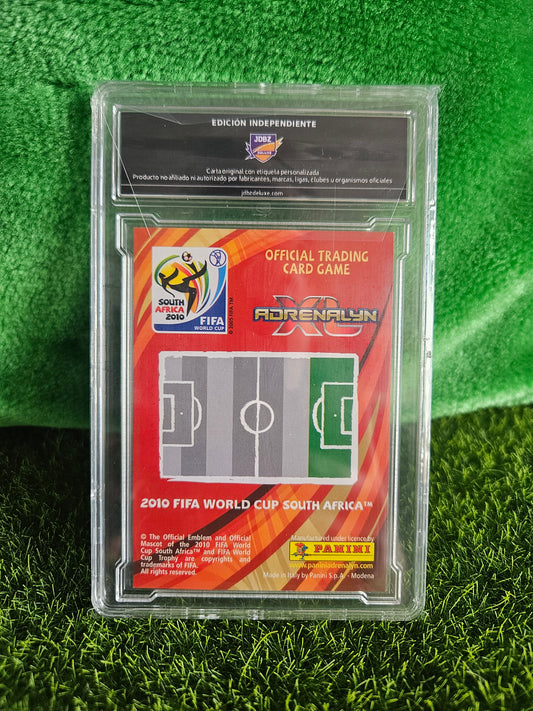 EDICIÓN INDEPENDIENTE
JDBZ
DELUXE
Carta original con etiqueta personalizada
Producto no afiliado ni autorizado por fabricantes, marcas, ligas, clubes u organismos oficiales
jdbzdeluxe.com
OFFICIAL TRADING
CARD GAME
SOUTH
AFRICA
2010
FIFA
WORLD CUP
© 2005 FIFA TM
ADRENALYN
XL
2010 FIFA WORLD CUP SOUTH AFRICA™
© The Official Emblem and Official
Mascot of the 2010 FIFA World
Cup South Africa™ and FIFA World
Cup Trophy are copyrights and
trademarks of FIFA.
All rights reserved.
Manufactured under licence by
PANINI
www.paniniadrenalyn.com
Made in Italy by Panini S.p.A. - Modena